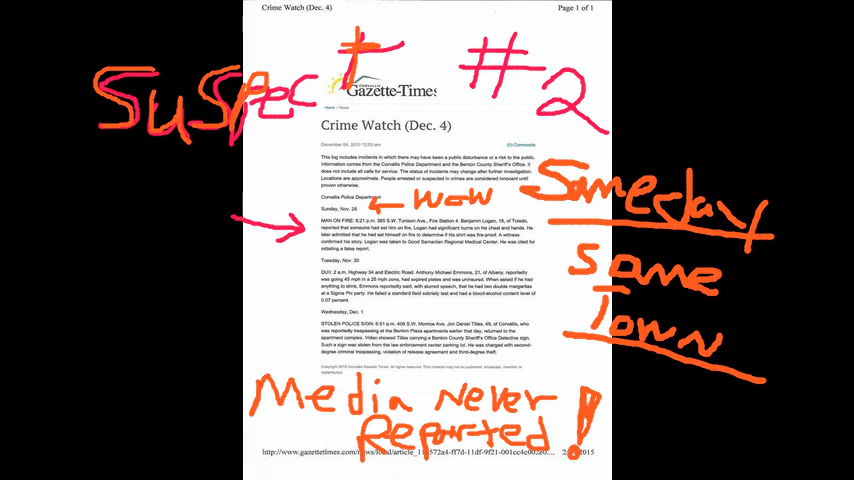 Crime Watch (Dec. 4) Page 1 of 1
Suspect #2
CORVALLIS
Gazette-Times
Home / News
Crime Watch (Dec. 4)
December 04, 2010 12:03 am (0) Comments
This log includes incidents in which there may have been a public disturbance or a risk to the public.
Information comes from the Corvallis Police Department and the Benton County Sheriff's Office. It
does not include all calls for service. The status of incidents may change after further investigation.
Locations are approximate. People arrested or suspected in crimes are considered innocent until
proven otherwise.
Corvallis Police Department
Sunday, Nov. 28
← WOW
Same day
MAN ON FIRE: 6:21 p.m. 365 S.W. Tunison Ave., Fire Station 4. Benjamin Logan, 18, of Toledo,
reported that someone had set him on fire. Logan had significant burns on his chest and hands. He
later admitted that he had set himself on fire to determine if his shirt was fire-proof. A witness
confirmed his story. Logan was taken to Good Samaritan Regional Medical Center. He was cited for
initiating a false report.
Same
Town
Tuesday, Nov. 30
DUII: 2 a.m. Highway 34 and Electric Road. Anthony Michael Emmons, 21, of Albany, reportedly
was going 45 mph in a 25 mph zone, had expired plates and was uninsured. When asked if he had
anything to drink, Emmons reportedly said, with slurred speech, that he had two double margaritas
at a Sigma Phi party. He failed a standard field sobriety test and had a blood-alcohol content level of
0.07 percent.
Wednesday, Dec. 1
STOLEN POLICE SIGN: 6:51 p.m. 408 S.W. Monroe Ave. Jon Daniel Tilles, 49, of Corvallis, who
was reportedly trespassing at the Benton Plaza apartments earlier that day, returned to the
apartment complex. Video showed Tilles carrying a Benton County Sheriff's Office Detective sign.
Such a sign was stolen from the law enforcement center parking lot. He was charged with second-
degree criminal trespassing, violation of release agreement and third-degree theft.
Copyright 2010 Corvallis Gazette Times. All rights reserved. This material may not be published, broadcast, rewritten or
redistributed.
Media Never
Reported!